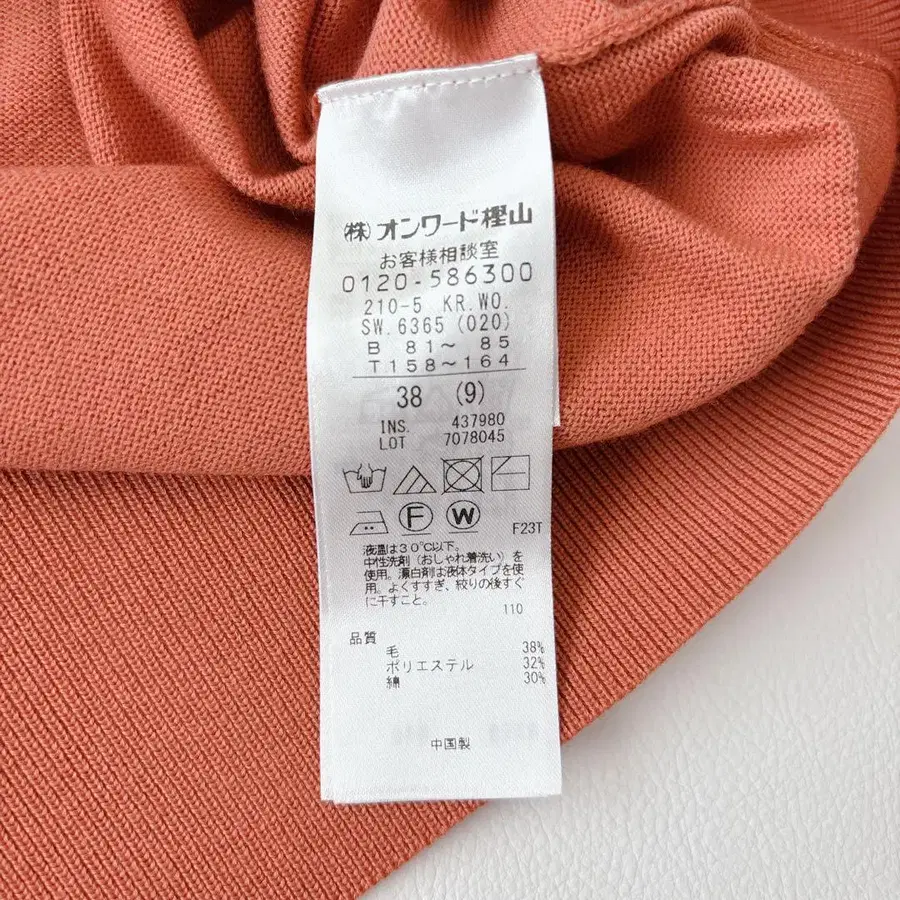 (株)オンワード樫山
お客様相談室
0120-586300
210-5 KR.WO.
SW.6365(020)
B 81～ 85
T158～164
38 (9)
INS. 437980
LOT 7078045
F W F23T
液温は30℃以下。
中性洗剤(おしゃれ着洗い)を
使用。漂白剤は液体タイプを使
用。よくすすぎ、絞りの後すぐ
に干すこと。
110
品質
毛 38%
ポリエステル 32%
綿 30%
中国製